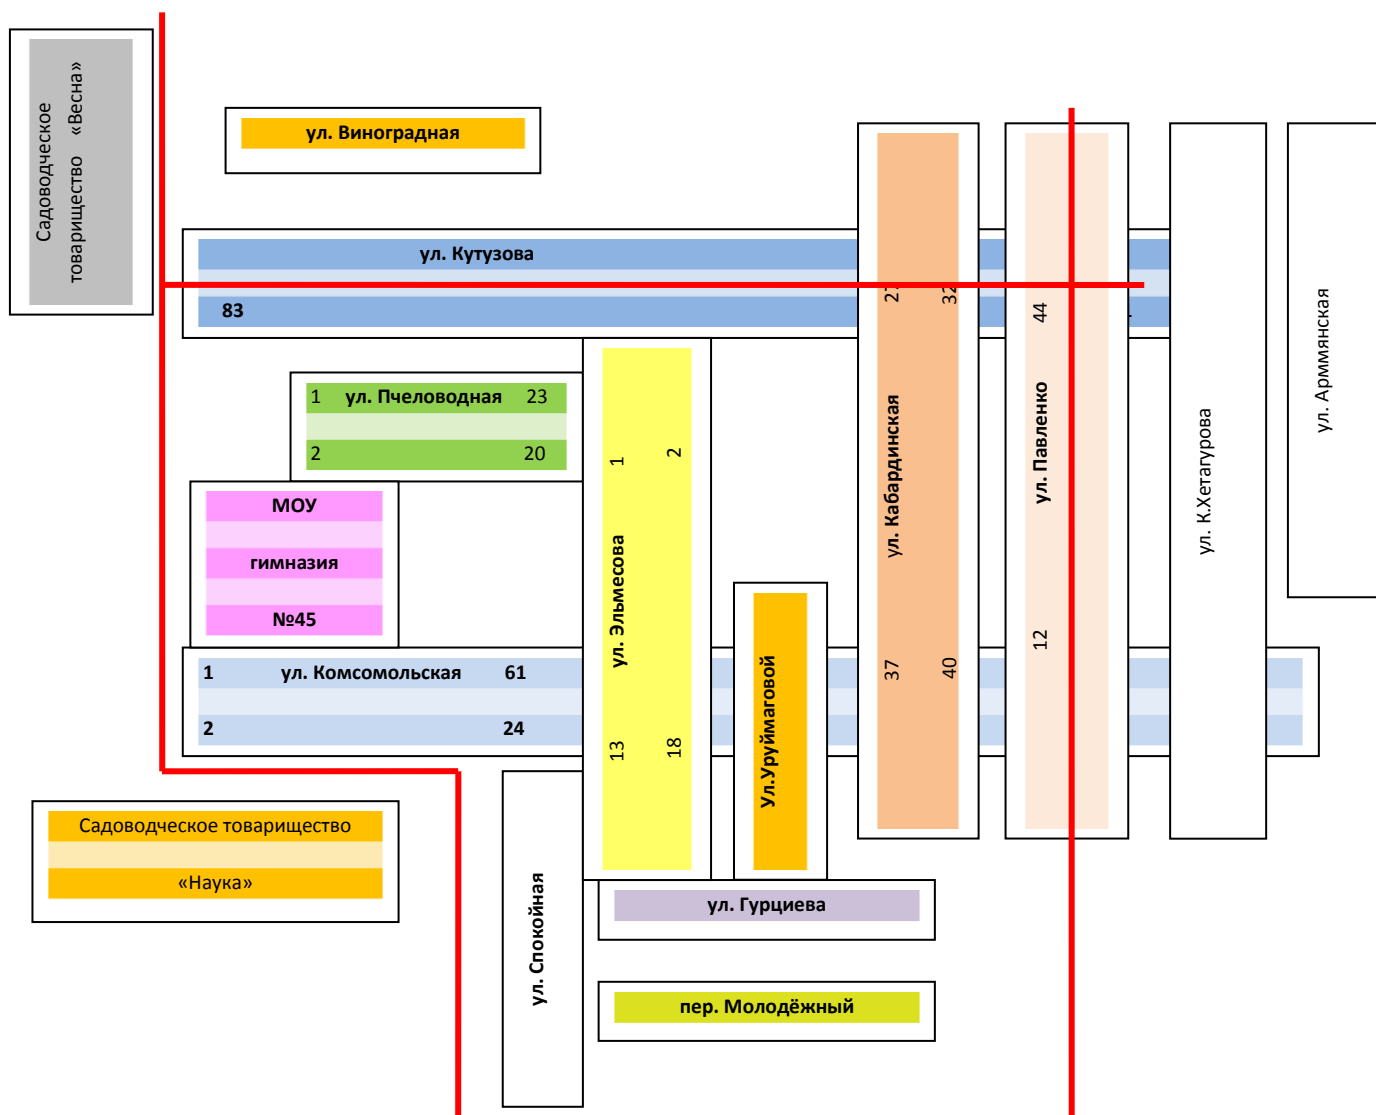 Садоводческое
товарищество «Весна»
ул. Виноградная
ул. Кутузова
83
27
32
44
1 ул. Пчеловодная 23
2 20
МОУ
гимназия
№45
1
2
ул. Эльмесова
13
18
ул. Кабардинская
37
40
ул. Павленко
12
ул. К.Хетагурова
ул. Арммянская
1 ул. Комсомольская 61
2 24
Ул.Уруймаговой
Садоводческое товарищество
«Наука»
ул. Спокойная
ул. Гурциева
пер. Молодёжный